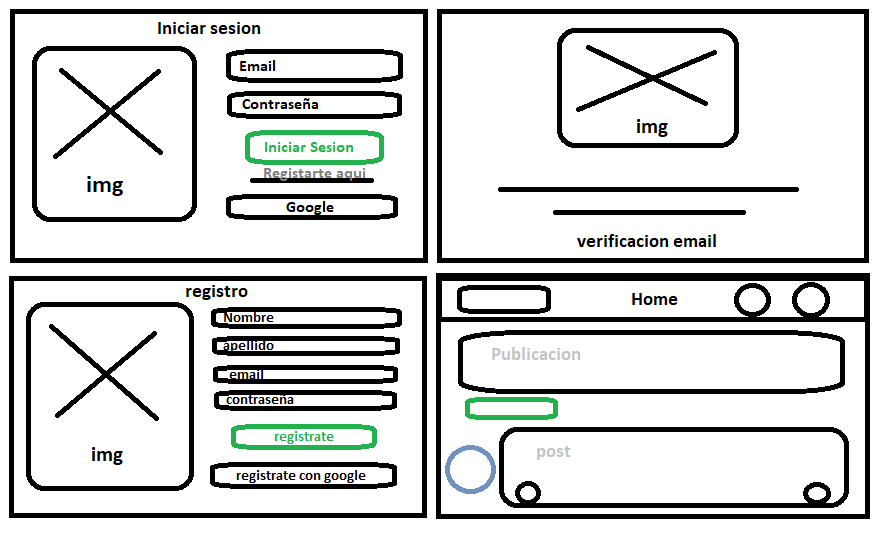 Iniciar sesion
Email
Contraseña
img
Iniciar Sesion
Registarte aqui
Google
img
verificacion email
registro
Nombre
apellido
email
contraseña
img
registrate
registrate con google
Home
Publicacion
post